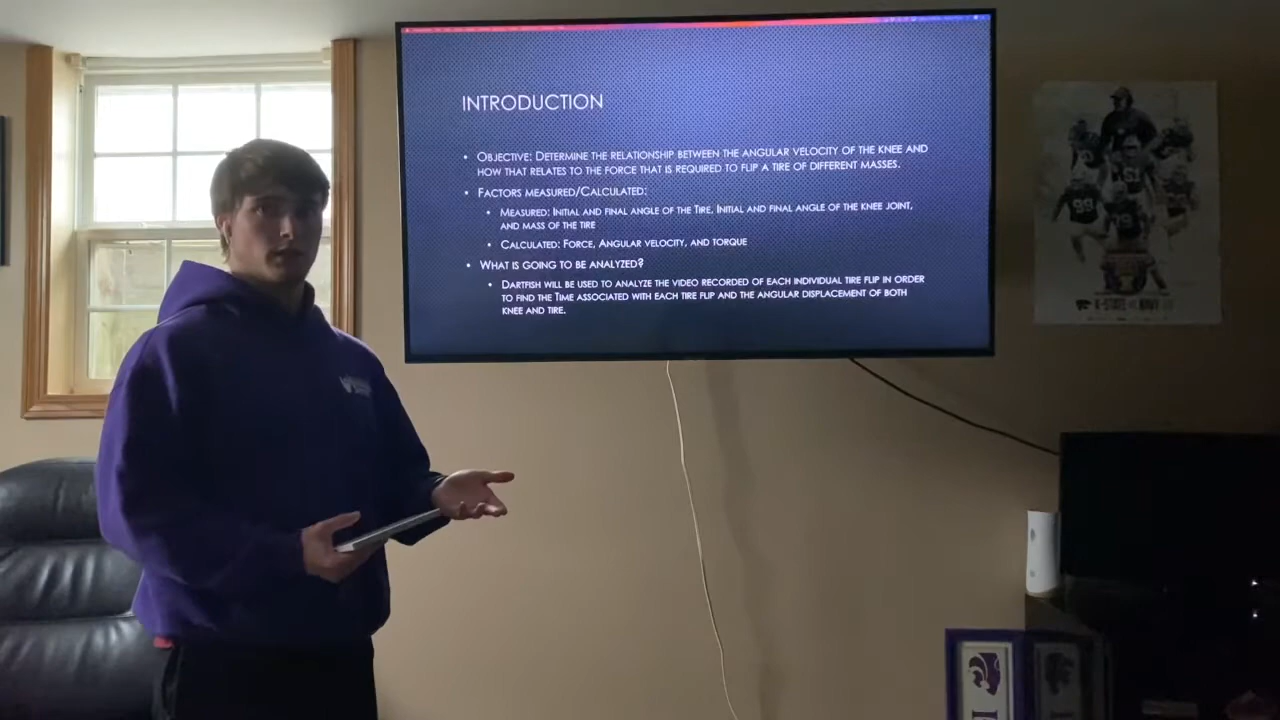 INTRODUCTION
• OBJECTIVE: DETERMINE THE RELATIONSHIP BETWEEN THE ANGULAR VELOCITY OF THE KNEE AND
HOW THAT RELATES TO THE FORCE THAT IS REQUIRED TO FLIP A TIRE OF DIFFERENT MASSES.
• FACTORS MEASURED/CALCULATED:
• MEASURED: INITIAL AND FINAL ANGLE OF THE TIRE, INITIAL AND FINAL ANGLE OF THE KNEE JOINT,
AND MASS OF THE TIRE
• CALCULATED: FORCE, ANGULAR VELOCITY, AND TORQUE
• WHAT IS GOING TO BE ANALYZED?
• DARTFISH WILL BE USED TO ANALYZE THE VIDEO RECORDED OF EACH INDIVIDUAL TIRE FLIP IN ORDER
TO FIND THE TIME ASSOCIATED WITH EACH TIRE FLIP AND THE ANGULAR DISPLACEMENT OF BOTH
KNEE AND TIRE.
99
K-STATE NAVY